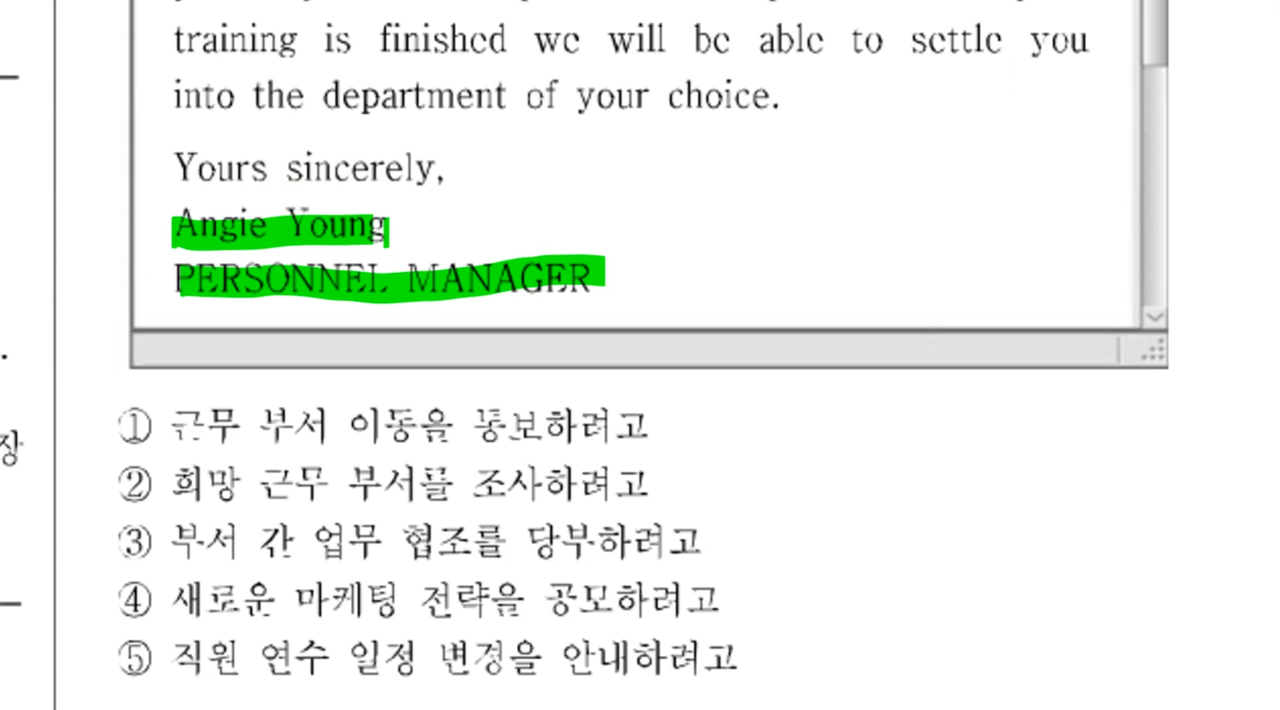 training is finished we will be able to settle you
into the department of your choice.
Yours sincerely,
Angie Young
PERSONNEL MANAGER
장
① 근무 부서 이동을 통보하려고
② 희망 근무 부서를 조사하려고
③ 부서 간 업무 협조를 당부하려고
④ 새로운 마케팅 전략을 공모하려고
⑤ 직원 연수 일정 변경을 안내하려고